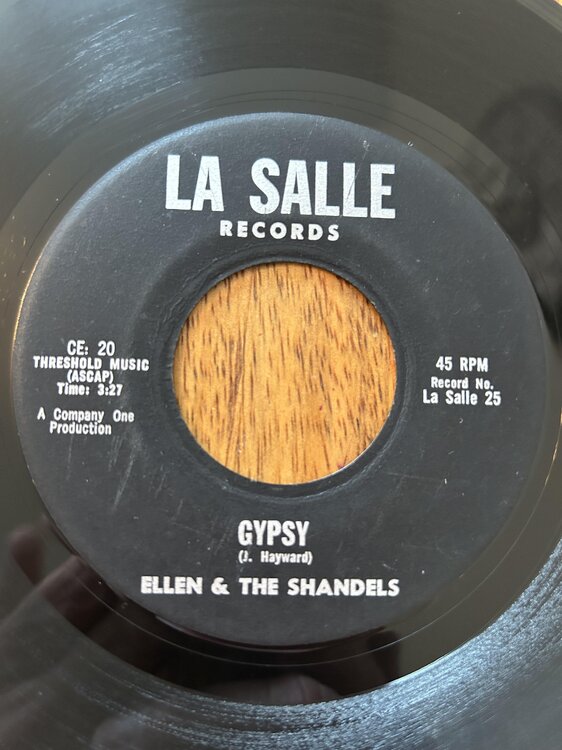 LA SALLE
RECORDS
CE: 20
THRESHOLD MUSIC
(ASCAP)
Time: 3:27
A Company One
Production
45 RPM
Record No.
La Salle 25
GYPSY
(J. Hayward)
ELLEN & THE SHANDELS